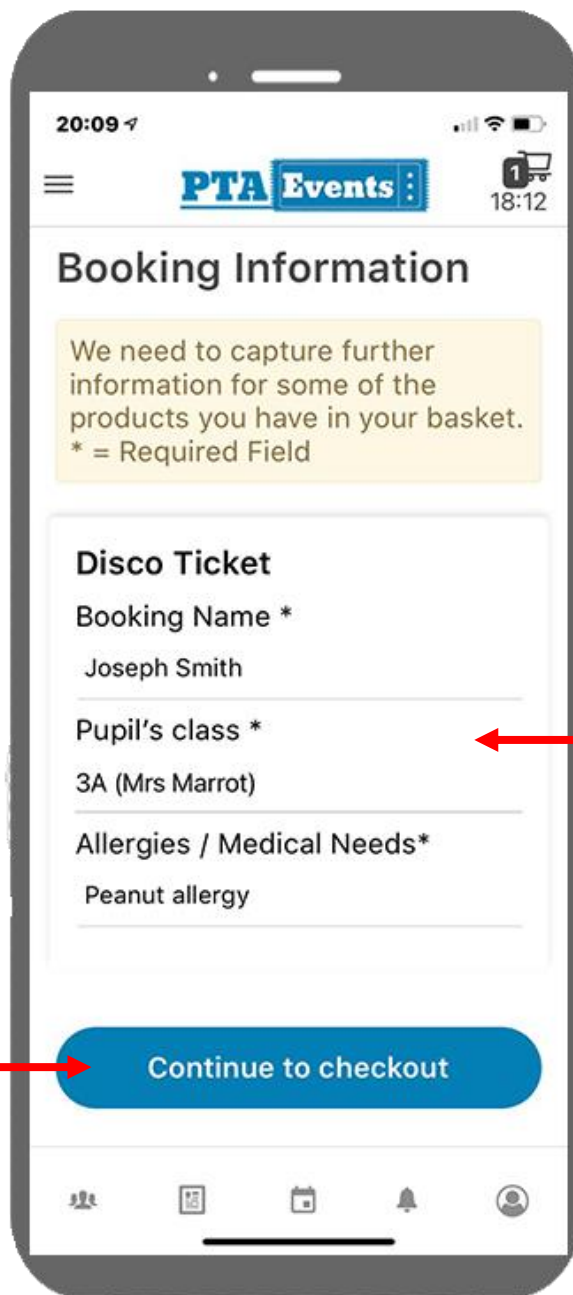 20:09
PTA Events
1
18:12
Booking Information
We need to capture further
information for some of the
products you have in your basket.
* = Required Field
Disco Ticket
Booking Name *
Joseph Smith
Pupil's class *
3A (Mrs Marrot)
Allergies / Medical Needs*
Peanut allergy
Continue to checkout